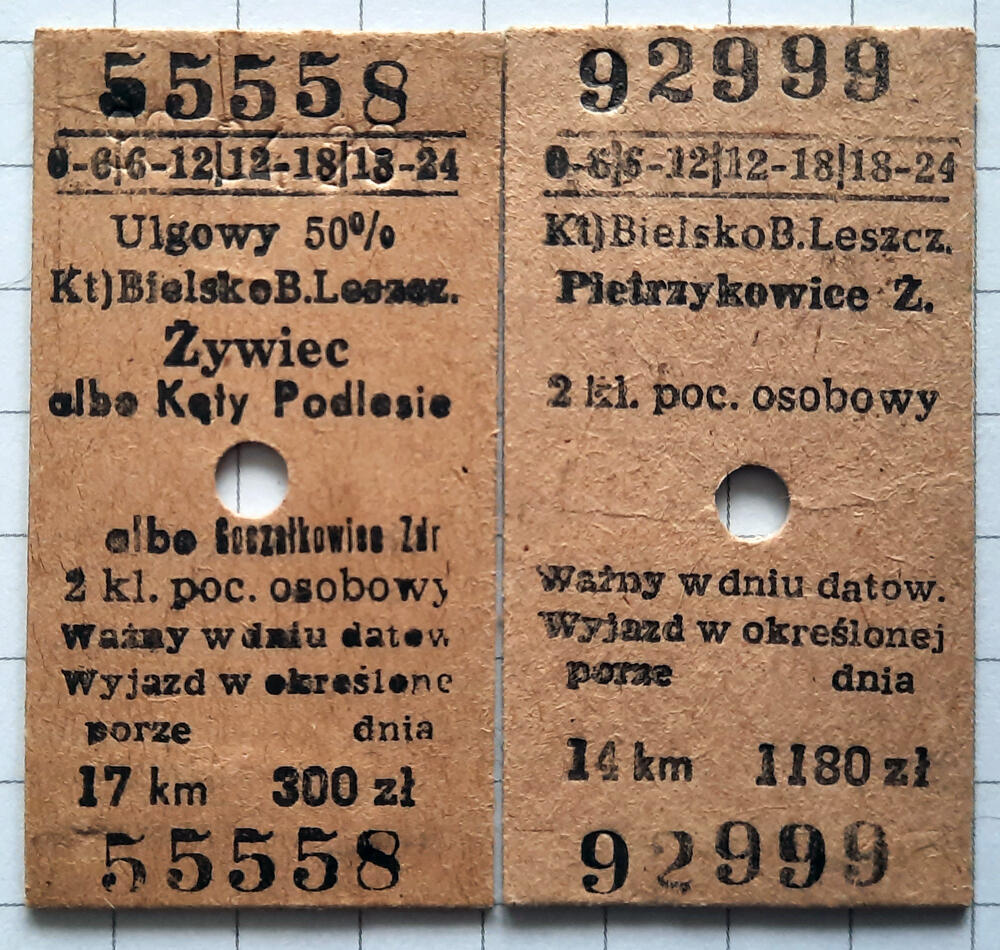 55558
0-6|6-12|12-18|18-24
Ulgowy 50%
Kt)BielskoB.Leszcz.
Żywiec
albo Kęty Podlesie
albo Goczałkowice Zdr
2 kl. poc. osobowy
Ważny w dniu datow
Wyjazd w określone
porze dnia
17 km 300 zł
55558
92999
0-6|6-12|12-18|18-24
Kt)BielskoB.Leszcz.
Pietrzykowice Ż.
2 kl. poc. osobowy
Ważny w dniu datow.
Wyjazd w określonej
porze dnia
14 km 1180 zł
92999